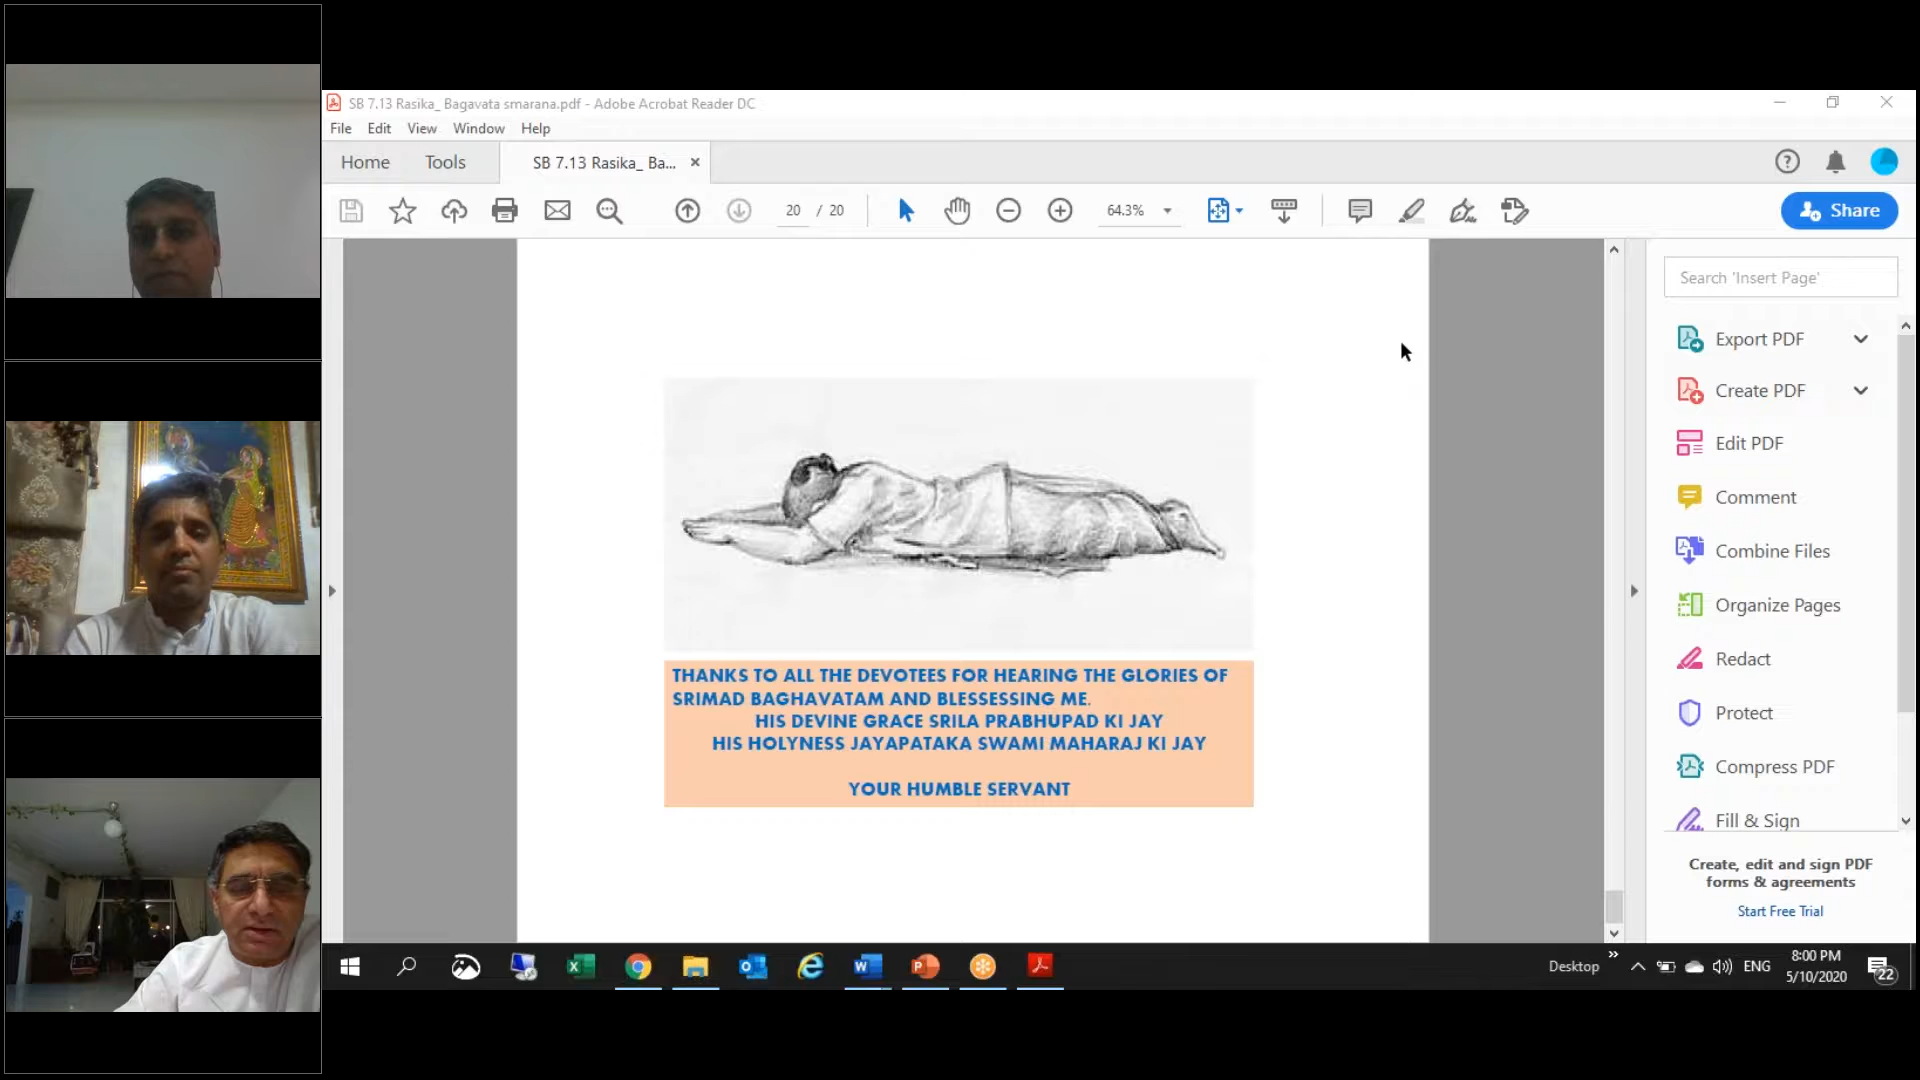 SB 7.13 Rasika_ Bagavata smarana.pdf - Adobe Acrobat Reader DC
File Edit View Window Help
Home Tools SB 7.13 Rasika_ Ba...
20 / 20 64.3% Share
Search 'Insert Page'
Export PDF
Create PDF
Edit PDF
Comment
Combine Files
Organize Pages
Redact
Protect
Compress PDF
Fill & Sign
Create, edit and sign PDF
forms & agreements
Start Free Trial
THANKS TO ALL THE DEVOTEES FOR HEARING THE GLORIES OF
SRIMAD BAGHAVATAM AND BLESSESSING ME.
HIS DEVINE GRACE SRILA PRABHUPAD KI JAY
HIS HOLYNESS JAYAPATAKA SWAMI MAHARAJ KI JAY
YOUR HUMBLE SERVANT
Desktop ENG
8:00 PM
5/10/2020
22